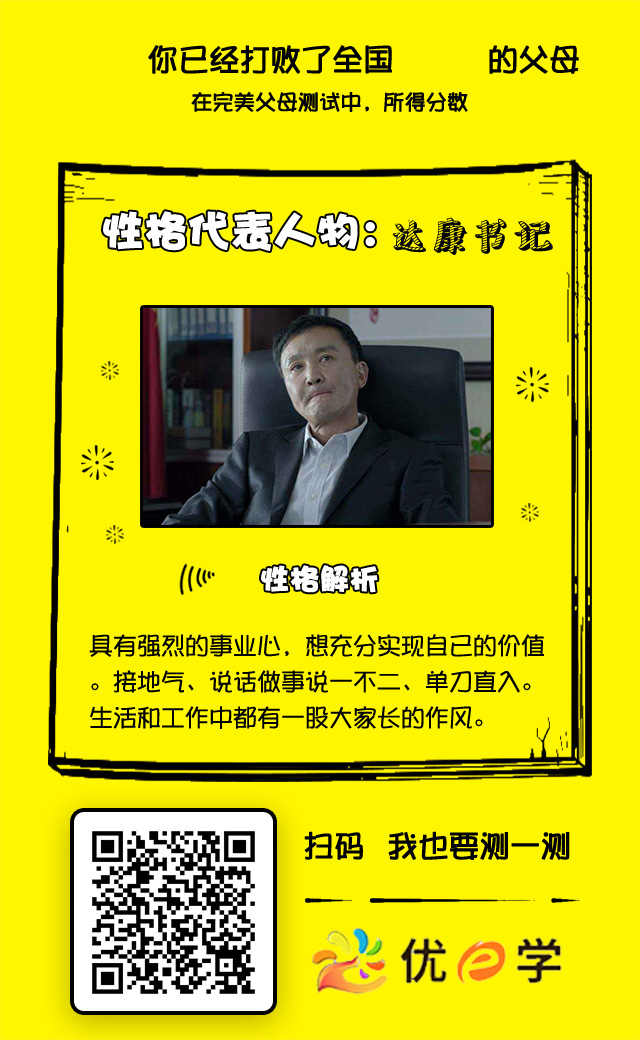 你已经打败了全国 的父母
在完美父母测试中，所得分数
性格代表人物：达康书记
性格解析
具有强烈的事业心，想充分实现自己的价值
。接地气、说话做事说一不二、单刀直入。
生活和工作中都有一股大家长的作风。
扫码 我也要测一测
优e学